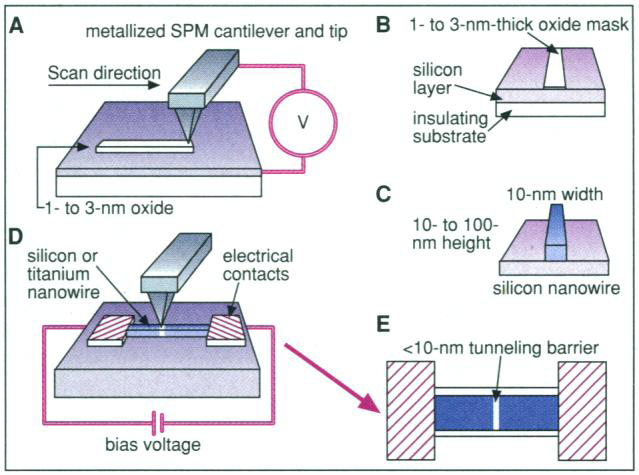 A
metallized SPM cantilever and tip
Scan direction
V
1- to 3-nm oxide
B
1- to 3-nm-thick oxide mask
silicon
layer
insulating
substrate
C
10-nm width
10- to 100-
nm height
silicon nanowire
D
silicon or
titanium
nanowire
electrical
contacts
bias voltage
E
<10-nm tunneling barrier